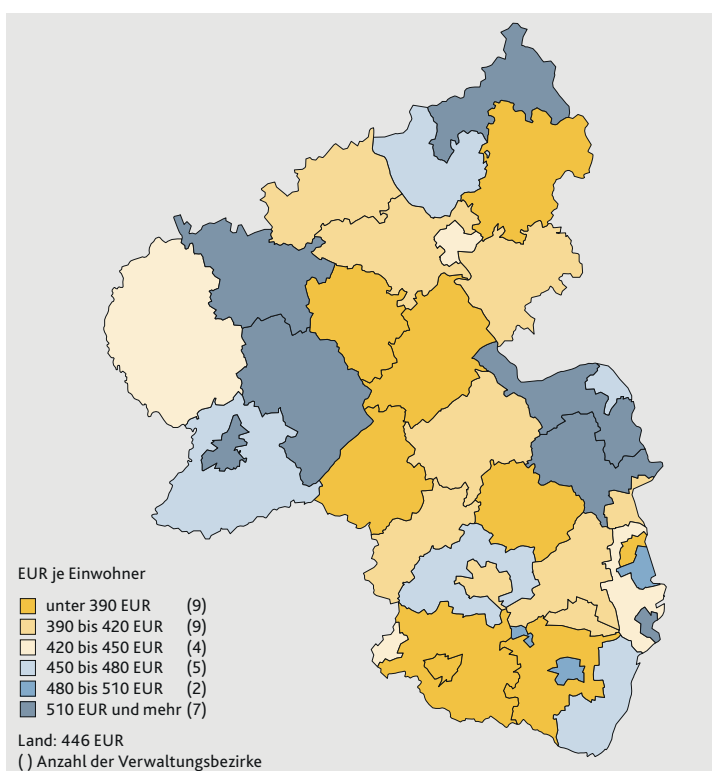 EUR je Einwohner
unter 390 EUR (9)
390 bis 420 EUR (9)
420 bis 450 EUR (4)
450 bis 480 EUR (5)
480 bis 510 EUR (2)
510 EUR und mehr (7)
Land: 446 EUR
( ) Anzahl der Verwaltungsbezirke